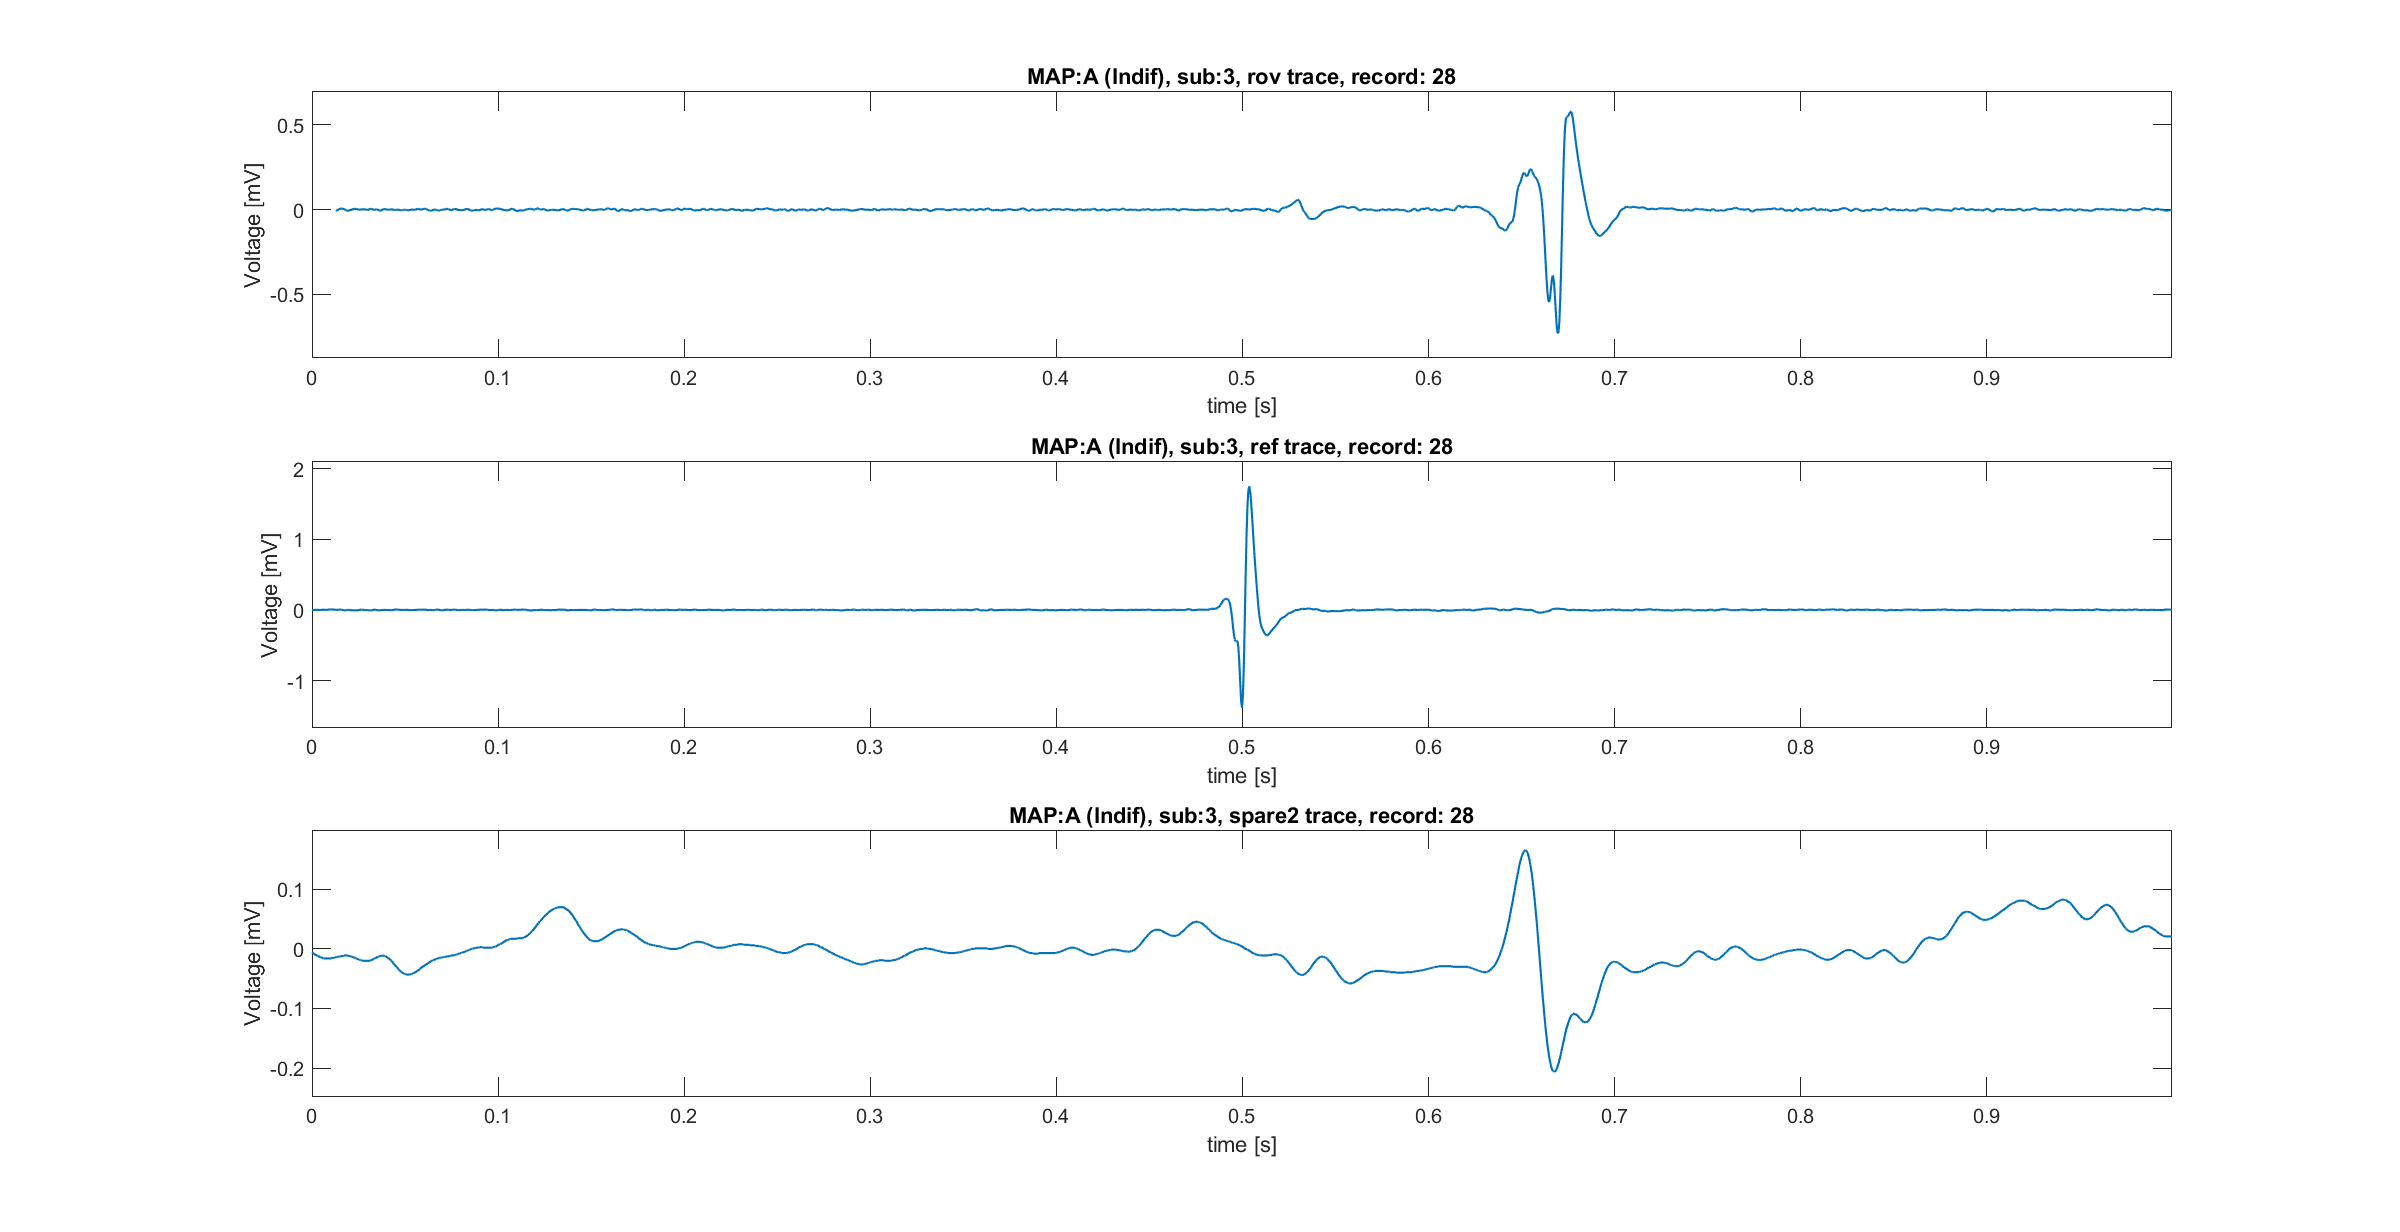 MAP:A (Indif), sub:3, rov trace, record: 28
0.5
0
-0.5
Voltage [mV]
0 0.1 0.2 0.3 0.4 0.5 0.6 0.7 0.8 0.9
time [s]
MAP:A (Indif), sub:3, ref trace, record: 28
2
1
0
-1
Voltage [mV]
0 0.1 0.2 0.3 0.4 0.5 0.6 0.7 0.8 0.9
time [s]
MAP:A (Indif), sub:3, spare2 trace, record: 28
0.1
0
-0.1
-0.2
Voltage [mV]
0 0.1 0.2 0.3 0.4 0.5 0.6 0.7 0.8 0.9
time [s]